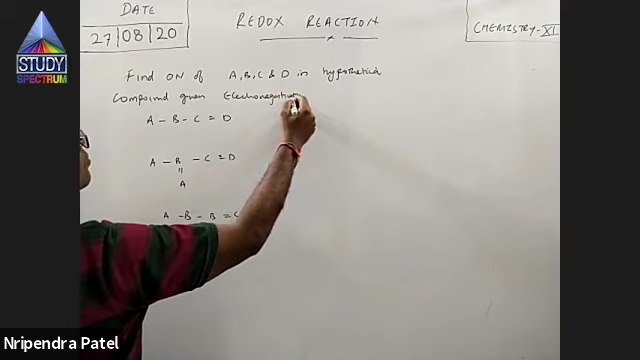 DATE
27/08/20
STUDY
SPECTRUM
REDOX REACTION
CHEMISTRY-XI
Find ON of A, B, C & D in hypothetica
Compound given Electronegativ
A - B - C = D
A - B - C = D
=
A
A - B - B = C
Nripendra Patel